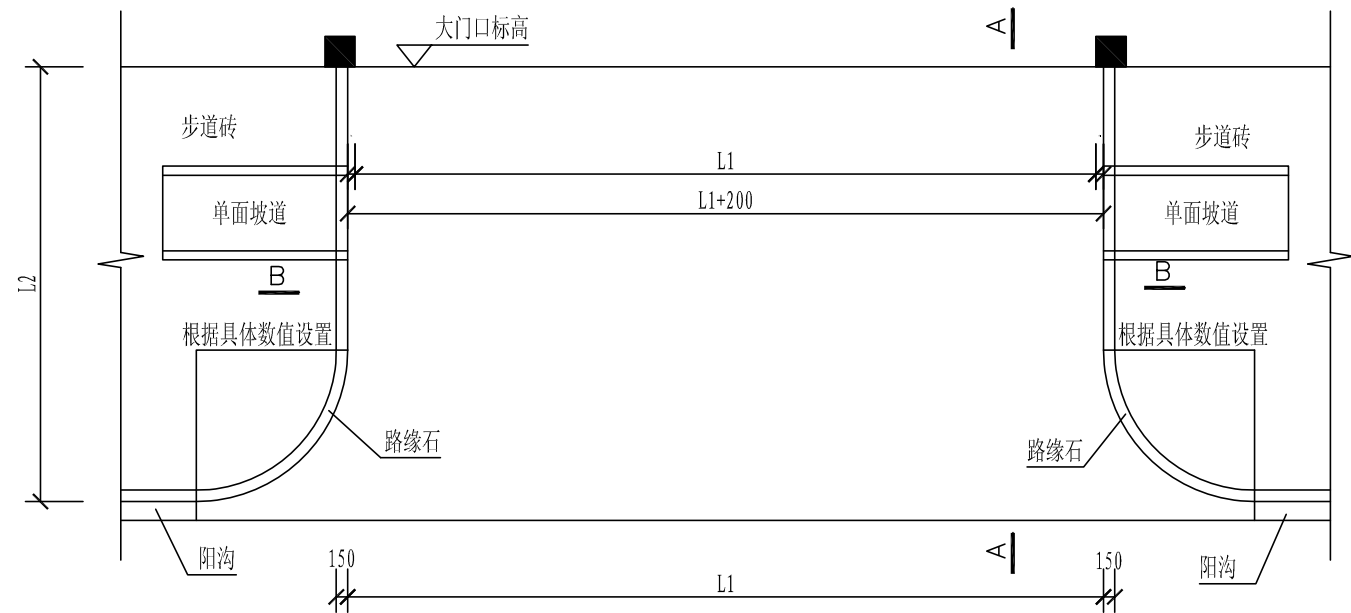 大门口标高
A
步道砖
步道砖
L1
L1+200
单面坡道
单面坡道
L2
B
B
根据具体数值设置
根据具体数值设置
路缘石
路缘石
阳沟
150
A
150
阳沟
L1